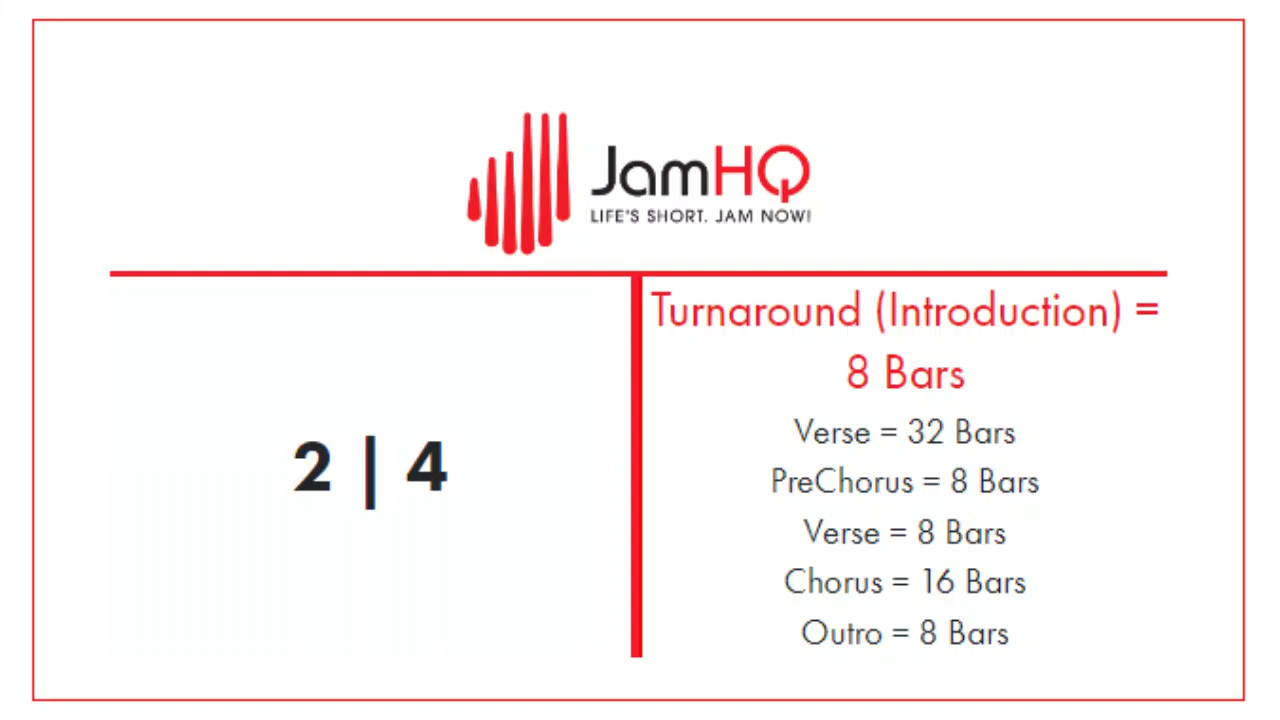 JamHQ
LIFE'S SHORT. JAM NOW!
2 | 4
Turnaround (Introduction) =
8 Bars
Verse = 32 Bars
PreChorus = 8 Bars
Verse = 8 Bars
Chorus = 16 Bars
Outro = 8 Bars